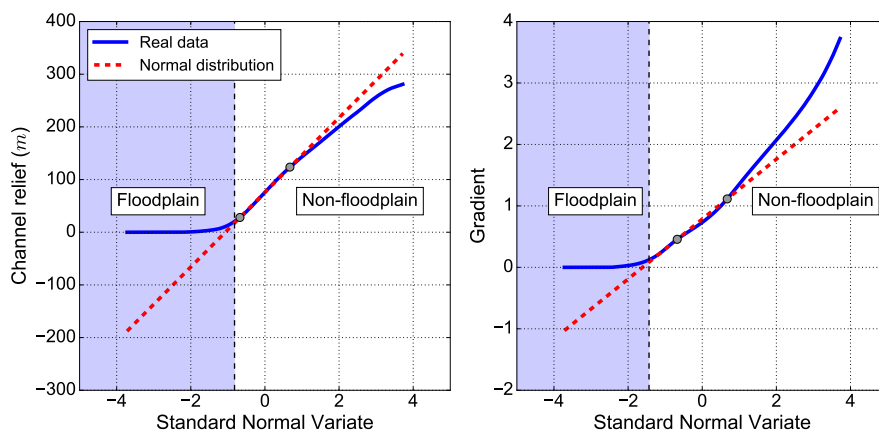 400
300
200
100
0
−100
−200
−300
Channel relief (m)
Real data
Normal distribution
Floodplain
Non-floodplain
−4
−2
0
2
4
Standard Normal Variate
4
3
2
1
0
−1
−2
Gradient
Floodplain
Non-floodplain
−4
−2
0
2
4
Standard Normal Variate